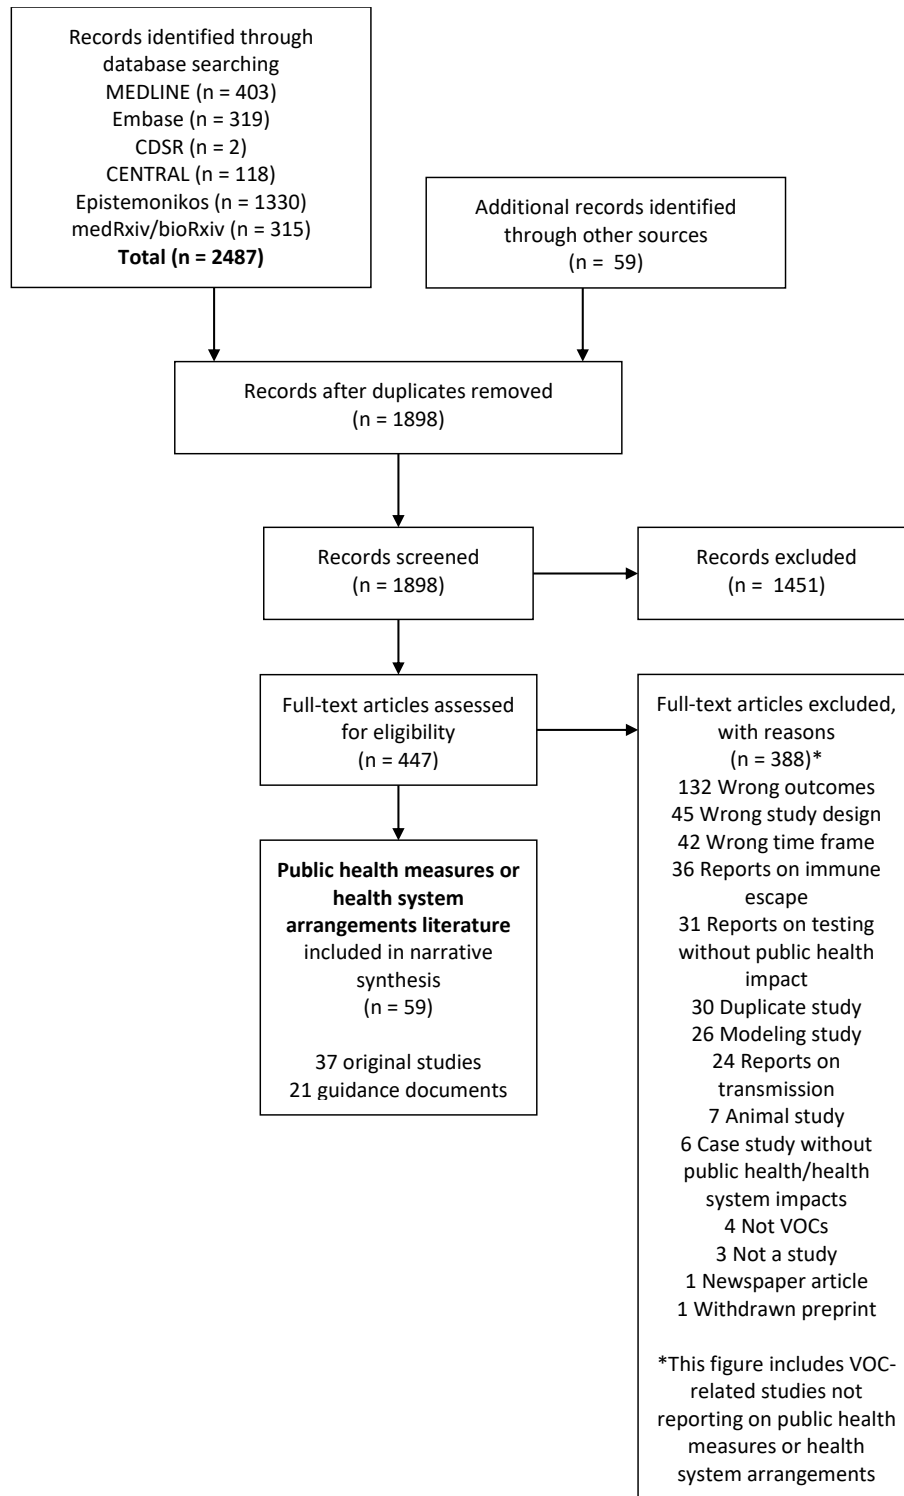 Records identified through
database searching
MEDLINE (n = 403)
Embase (n = 319)
CDSR (n = 2)
CENTRAL (n = 118)
Epistemonikos (n = 1330)
medRxiv/bioRxiv (n = 315)
Total (n = 2487)
Additional records identified
through other sources
(n =  59)
Records after duplicates removed
(n = 1898)
Records screened
(n = 1898)
Records excluded
(n =  1451)
Full-text articles assessed
for eligibility
(n = 447)
Full-text articles excluded,
with reasons
(n = 388)*
132 Wrong outcomes
45 Wrong study design
42 Wrong time frame
36 Reports on immune
escape
31 Reports on testing
without public health
impact
30 Duplicate study
26 Modeling study
24 Reports on
transmission
7 Animal study
6 Case study without
public health/health
system impacts
4 Not VOCs
3 Not a study
1 Newspaper article
1 Withdrawn preprint
*This figure includes VOC-
related studies not
reporting on public health
measures or health
system arrangements
Public health measures or
health system
arrangements literature
included in narrative
synthesis
(n = 59)
37 original studies
21 guidance documents